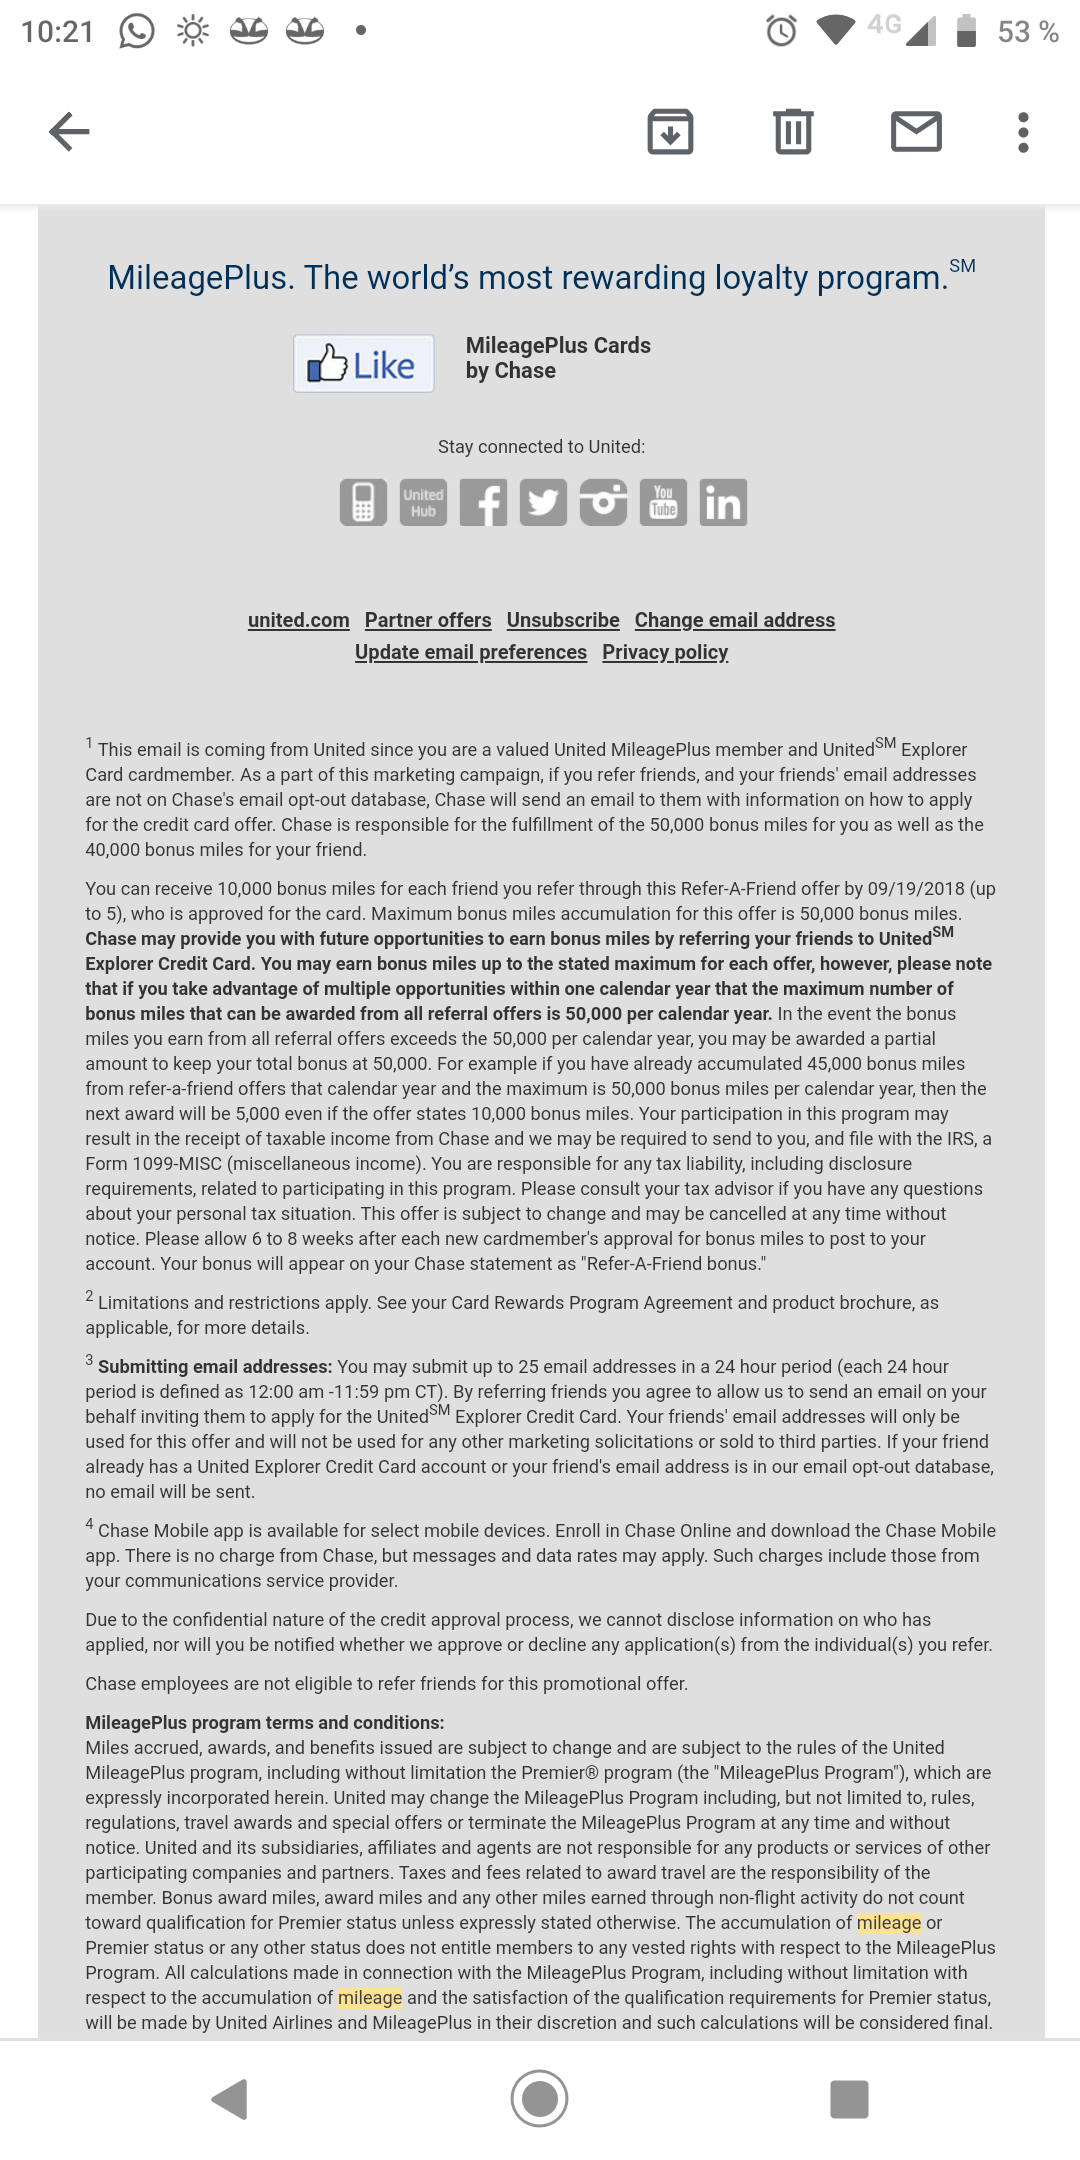 10:21
4G
53 %
MileagePlus. The world’s most rewarding loyalty program.SM
Like
MileagePlus Cards
by Chase
Stay connected to United:
United
Hub
You
Tube
in
united.com Partner offers Unsubscribe Change email address
Update email preferences Privacy policy
1 This email is coming from United since you are a valued United MileagePlus member and UnitedSM Explorer
Card cardmember. As a part of this marketing campaign, if you refer friends, and your friends' email addresses
are not on Chase's email opt-out database, Chase will send an email to them with information on how to apply
for the credit card offer. Chase is responsible for the fulfillment of the 50,000 bonus miles for you as well as the
40,000 bonus miles for your friend.
You can receive 10,000 bonus miles for each friend you refer through this Refer-A-Friend offer by 09/19/2018 (up
to 5), who is approved for the card. Maximum bonus miles accumulation for this offer is 50,000 bonus miles.
Chase may provide you with future opportunities to earn bonus miles by referring your friends to UnitedSM
Explorer Credit Card. You may earn bonus miles up to the stated maximum for each offer, however, please note
that if you take advantage of multiple opportunities within one calendar year that the maximum number of
bonus miles that can be awarded from all referral offers is 50,000 per calendar year. In the event the bonus
miles you earn from all referral offers exceeds the 50,000 per calendar year, you may be awarded a partial
amount to keep your total bonus at 50,000. For example if you have already accumulated 45,000 bonus miles
from refer-a-friend offers that calendar year and the maximum is 50,000 bonus miles per calendar year, then the
next award will be 5,000 even if the offer states 10,000 bonus miles. Your participation in this program may
result in the receipt of taxable income from Chase and we may be required to send to you, and file with the IRS, a
Form 1099-MISC (miscellaneous income). You are responsible for any tax liability, including disclosure
requirements, related to participating in this program. Please consult your tax advisor if you have any questions
about your personal tax situation. This offer is subject to change and may be cancelled at any time without
notice. Please allow 6 to 8 weeks after each new cardmember's approval for bonus miles to post to your
account. Your bonus will appear on your Chase statement as "Refer-A-Friend bonus."
2 Limitations and restrictions apply. See your Card Rewards Program Agreement and product brochure, as
applicable, for more details.
3 Submitting email addresses: You may submit up to 25 email addresses in a 24 hour period (each 24 hour
period is defined as 12:00 am -11:59 pm CT). By referring friends you agree to allow us to send an email on your
behalf inviting them to apply for the UnitedSM Explorer Credit Card. Your friends' email addresses will only be
used for this offer and will not be used for any other marketing solicitations or sold to third parties. If your friend
already has a United Explorer Credit Card account or your friend's email address is in our email opt-out database,
no email will be sent.
4 Chase Mobile app is available for select mobile devices. Enroll in Chase Online and download the Chase Mobile
app. There is no charge from Chase, but messages and data rates may apply. Such charges include those from
your communications service provider.
Due to the confidential nature of the credit approval process, we cannot disclose information on who has
applied, nor will you be notified whether we approve or decline any application(s) from the individual(s) you refer.
Chase employees are not eligible to refer friends for this promotional offer.
MileagePlus program terms and conditions:
Miles accrued, awards, and benefits issued are subject to change and are subject to the rules of the United
MileagePlus program, including without limitation the Premier® program (the "MileagePlus Program"), which are
expressly incorporated herein. United may change the MileagePlus Program including, but not limited to, rules,
regulations, travel awards and special offers or terminate the MileagePlus Program at any time and without
notice. United and its subsidiaries, affiliates and agents are not responsible for any products or services of other
participating companies and partners. Taxes and fees related to award travel are the responsibility of the
member. Bonus award miles, award miles and any other miles earned through non-flight activity do not count
toward qualification for Premier status unless expressly stated otherwise. The accumulation of mileage or
Premier status or any other status does not entitle members to any vested rights with respect to the MileagePlus
Program. All calculations made in connection with the MileagePlus Program, including without limitation with
respect to the accumulation of mileage and the satisfaction of the qualification requirements for Premier status,
will be made by United Airlines and MileagePlus in their discretion and such calculations will be considered final.